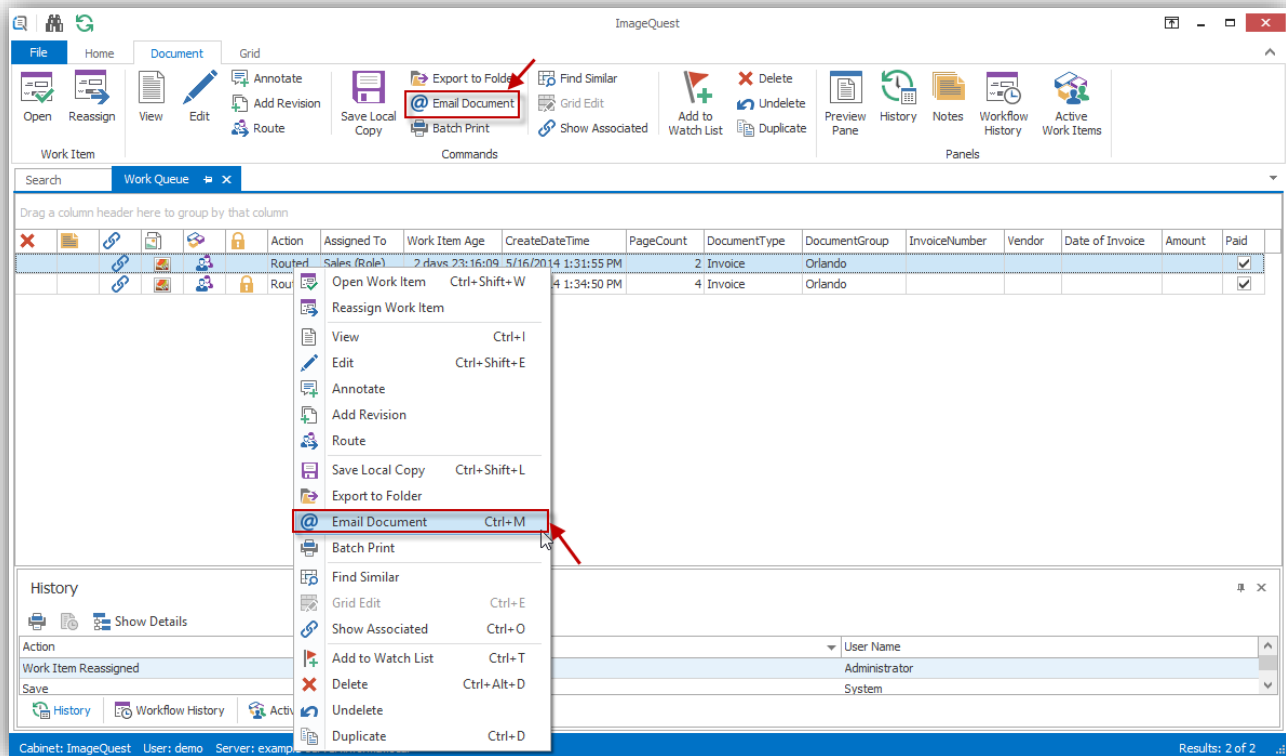 ImageQuest
File Home Document Grid
Open Reassign View Edit Annotate Add Revision Route Save Local Copy Export to Folder Email Document Batch Print Find Similar Grid Edit Show Associated Add to Watch List Delete Undelete Duplicate Preview Pane History Notes Workflow History Active Work Items
Work Item Commands Panels
Search Work Queue
Drag a column header here to group by that column
Action Assigned To Work Item Age CreateDateTime PageCount DocumentType DocumentGroup InvoiceNumber Vendor Date of Invoice Amount Paid
Routed Sales (Role) 2 days 23:16:09 5/16/2014 1:31:55 PM 2 Invoice Orlando
1:34:50 PM 4 Invoice Orlando
Open Work Item Ctrl+Shift+W
Reassign Work Item
View Ctrl+I
Edit Ctrl+Shift+E
Annotate
Add Revision
Route
Save Local Copy Ctrl+Shift+L
Export to Folder
Email Document Ctrl+M
Batch Print
Find Similar
Grid Edit Ctrl+E
Show Associated Ctrl+O
Add to Watch List Ctrl+T
Delete Ctrl+Alt+D
Undelete
Duplicate Ctrl+D
History
Show Details
Action User Name
Work Item Reassigned Administrator
Save System
History Workflow History
Cabinet: ImageQuest User: demo Server: Results: 2 of 2